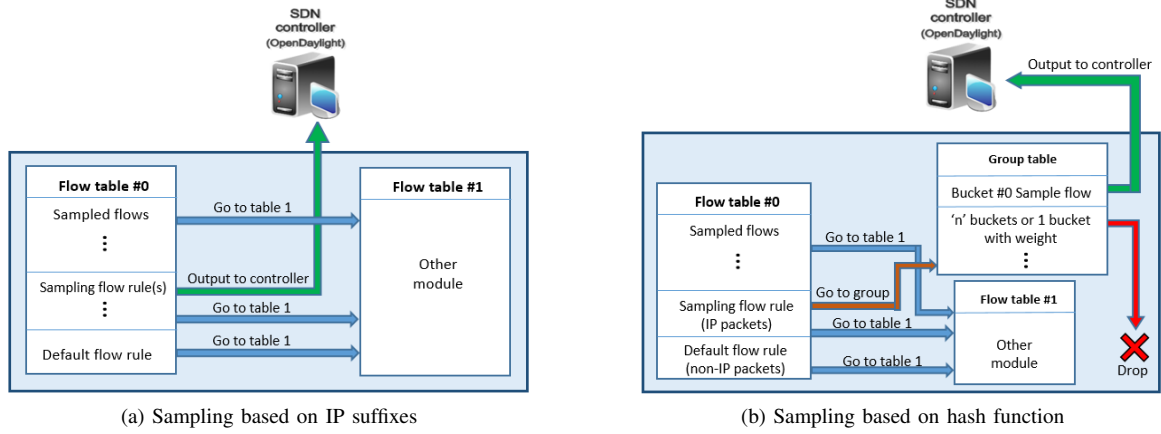 SDN
controller
(OpenDaylight)
Flow table #0
Sampled flows
Sampling flow rule(s)
Default flow rule
Go to table 1
Output to controller
Go to table 1
Go to table 1
Flow table #1
Other
module
(a) Sampling based on IP suffixes
SDN
controller
(OpenDaylight)
Output to controller
Group table
Bucket #0 Sample flow
‘n’ buckets or 1 bucket
with weight
Flow table #0
Sampled flows
Sampling flow rule
(IP packets)
Default flow rule
(non-IP packets)
Go to table 1
Go to group
Go to table 1
Go to table 1
Flow table #1
Other
module
Drop
(b) Sampling based on hash function